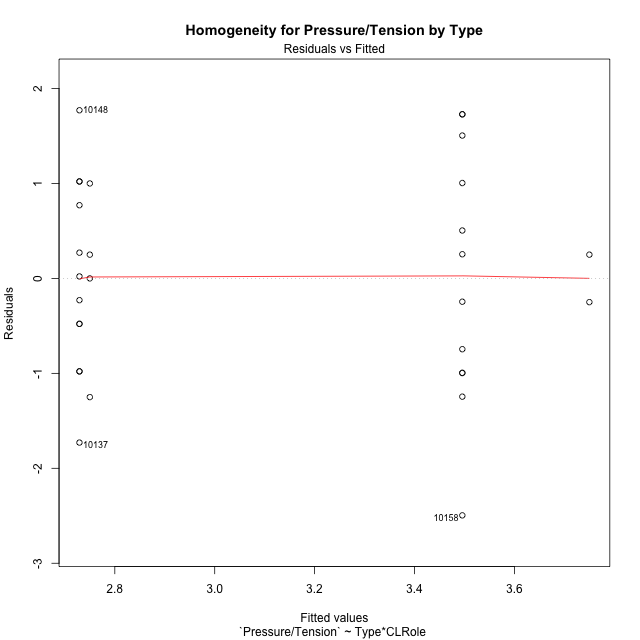 Homogeneity for Pressure/Tension by Type
Residuals vs Fitted
2
1
0
-1
-2
-3
Residuals
10148
10137
10158
2.8 3.0 3.2 3.4 3.6
Fitted values
`Pressure/Tension` ~ Type*CLRole